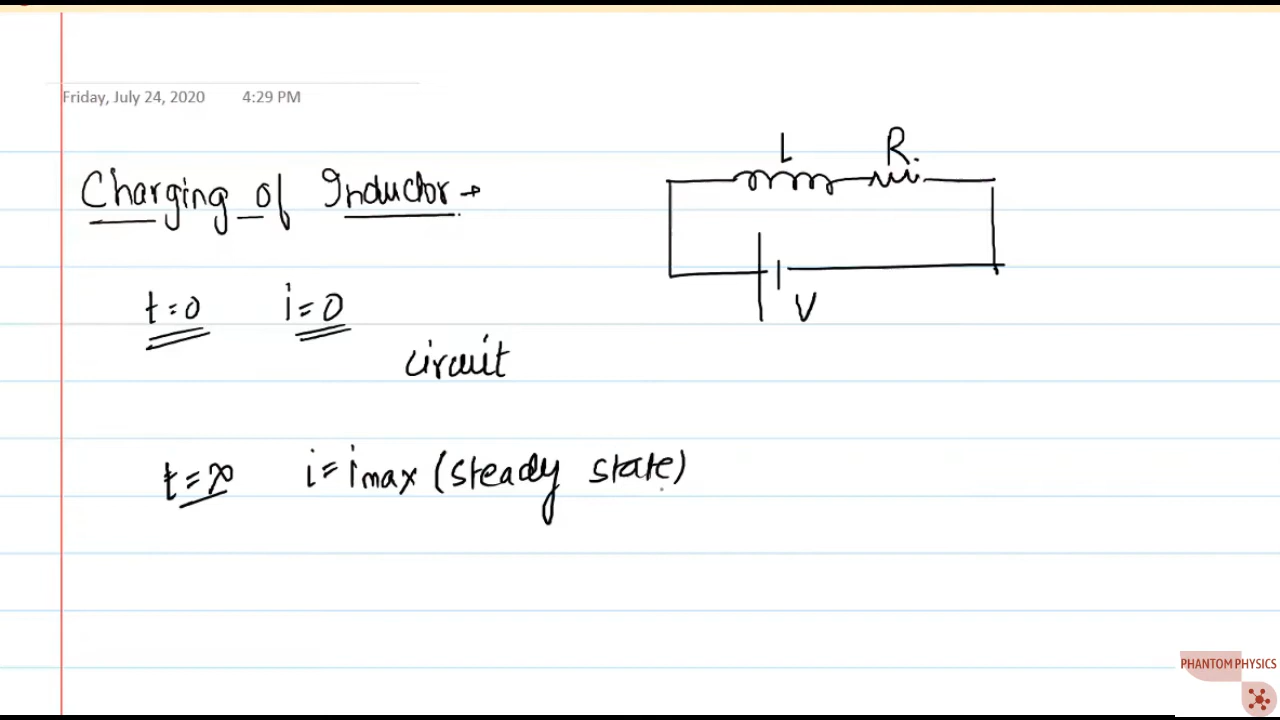 Friday, July 24, 2020 4:29 PM
Charging of Inductor →
L R.
V
t=0 i=0
circuit
t=∞ i=imax (steady state)
PHANTOM PHYSICS